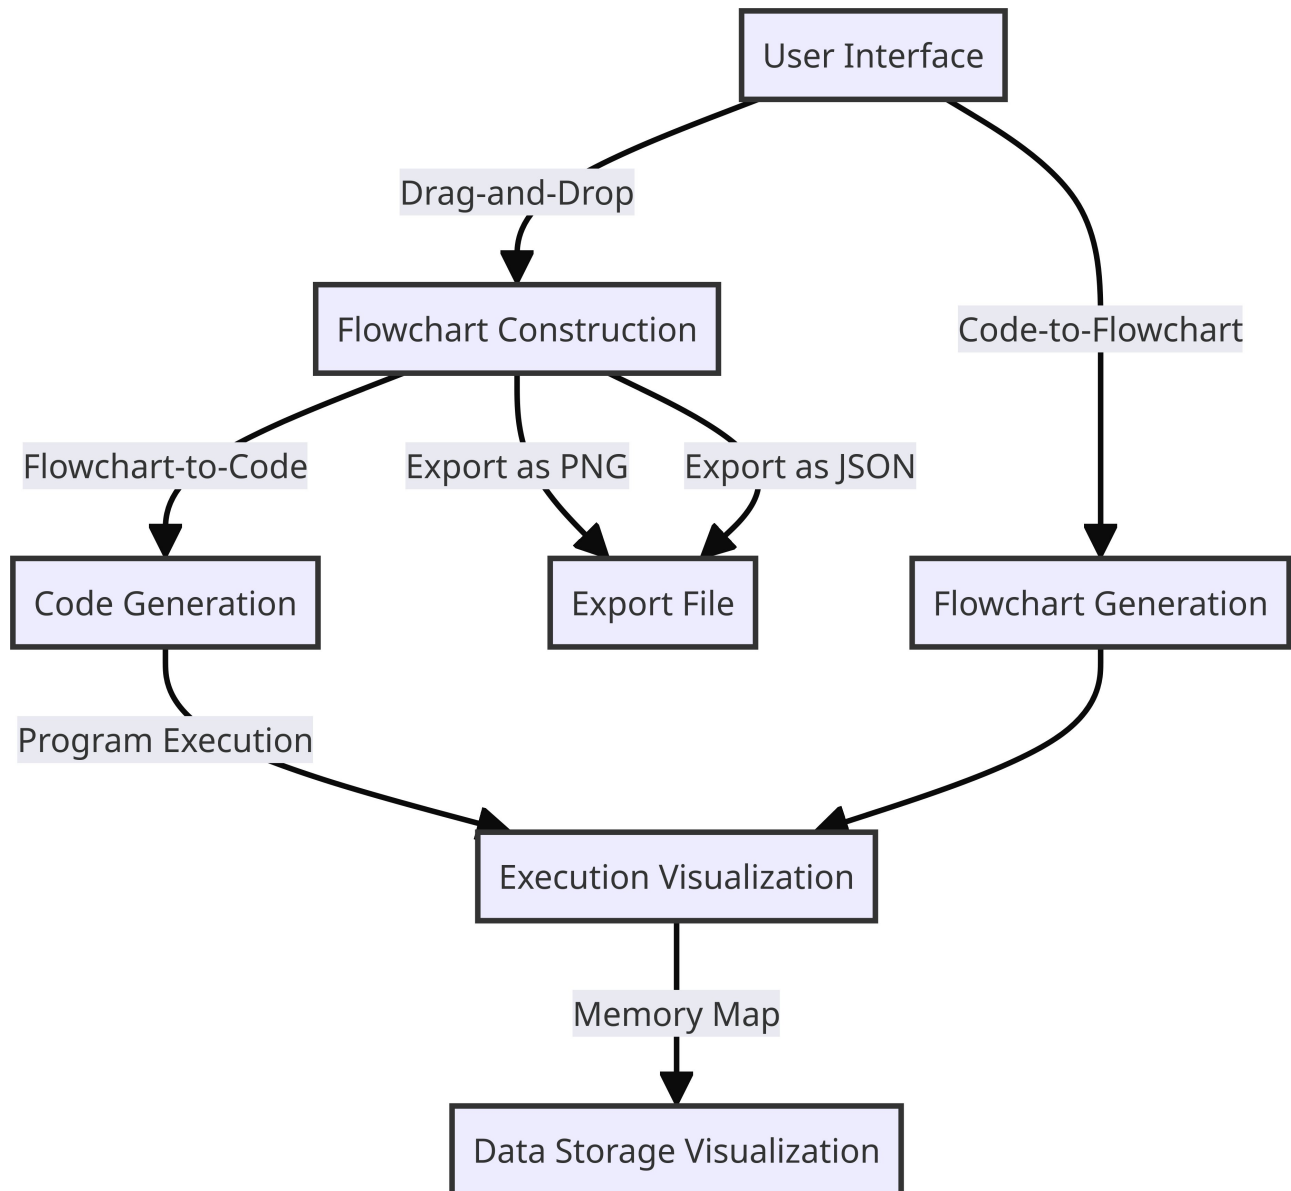 User Interface
Drag-and-Drop
Flowchart Construction
Code-to-Flowchart
Flowchart-to-Code
Export as PNG
Export as JSON
Code Generation
Export File
Flowchart Generation
Program Execution
Execution Visualization
Memory Map
Data Storage Visualization